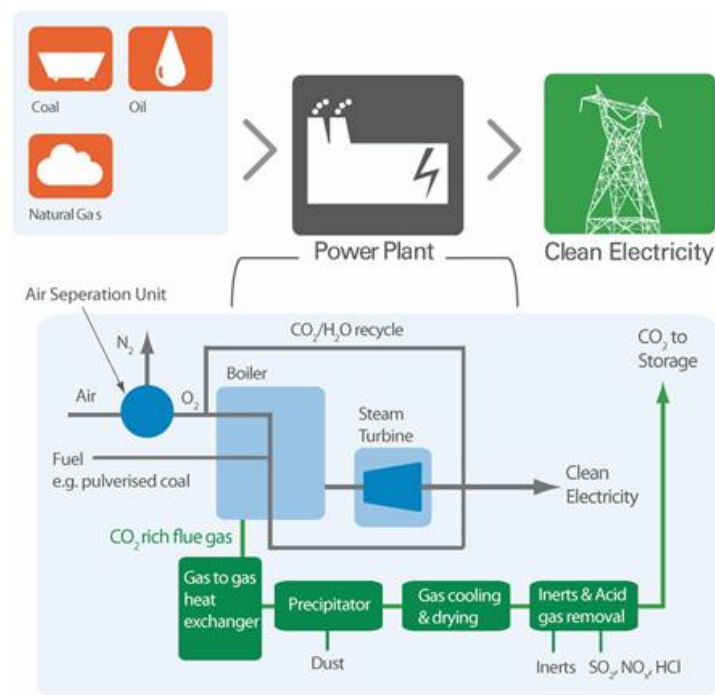 Coal
Oil
Natural Gas
Power Plant
Clean Electricity
Air Seperation Unit
N₂
CO₂/H₂O recycle
CO₂ to
Storage
Boiler
Air
O₂
Steam
Turbine
Fuel
e.g. pulverised coal
Clean
Electricity
CO₂ rich flue gas
Gas to gas
heat
exchanger
Precipitator
Gas cooling
& drying
Inerts & Acid
gas removal
Dust
Inerts
SO₂, NOₓ, HCl